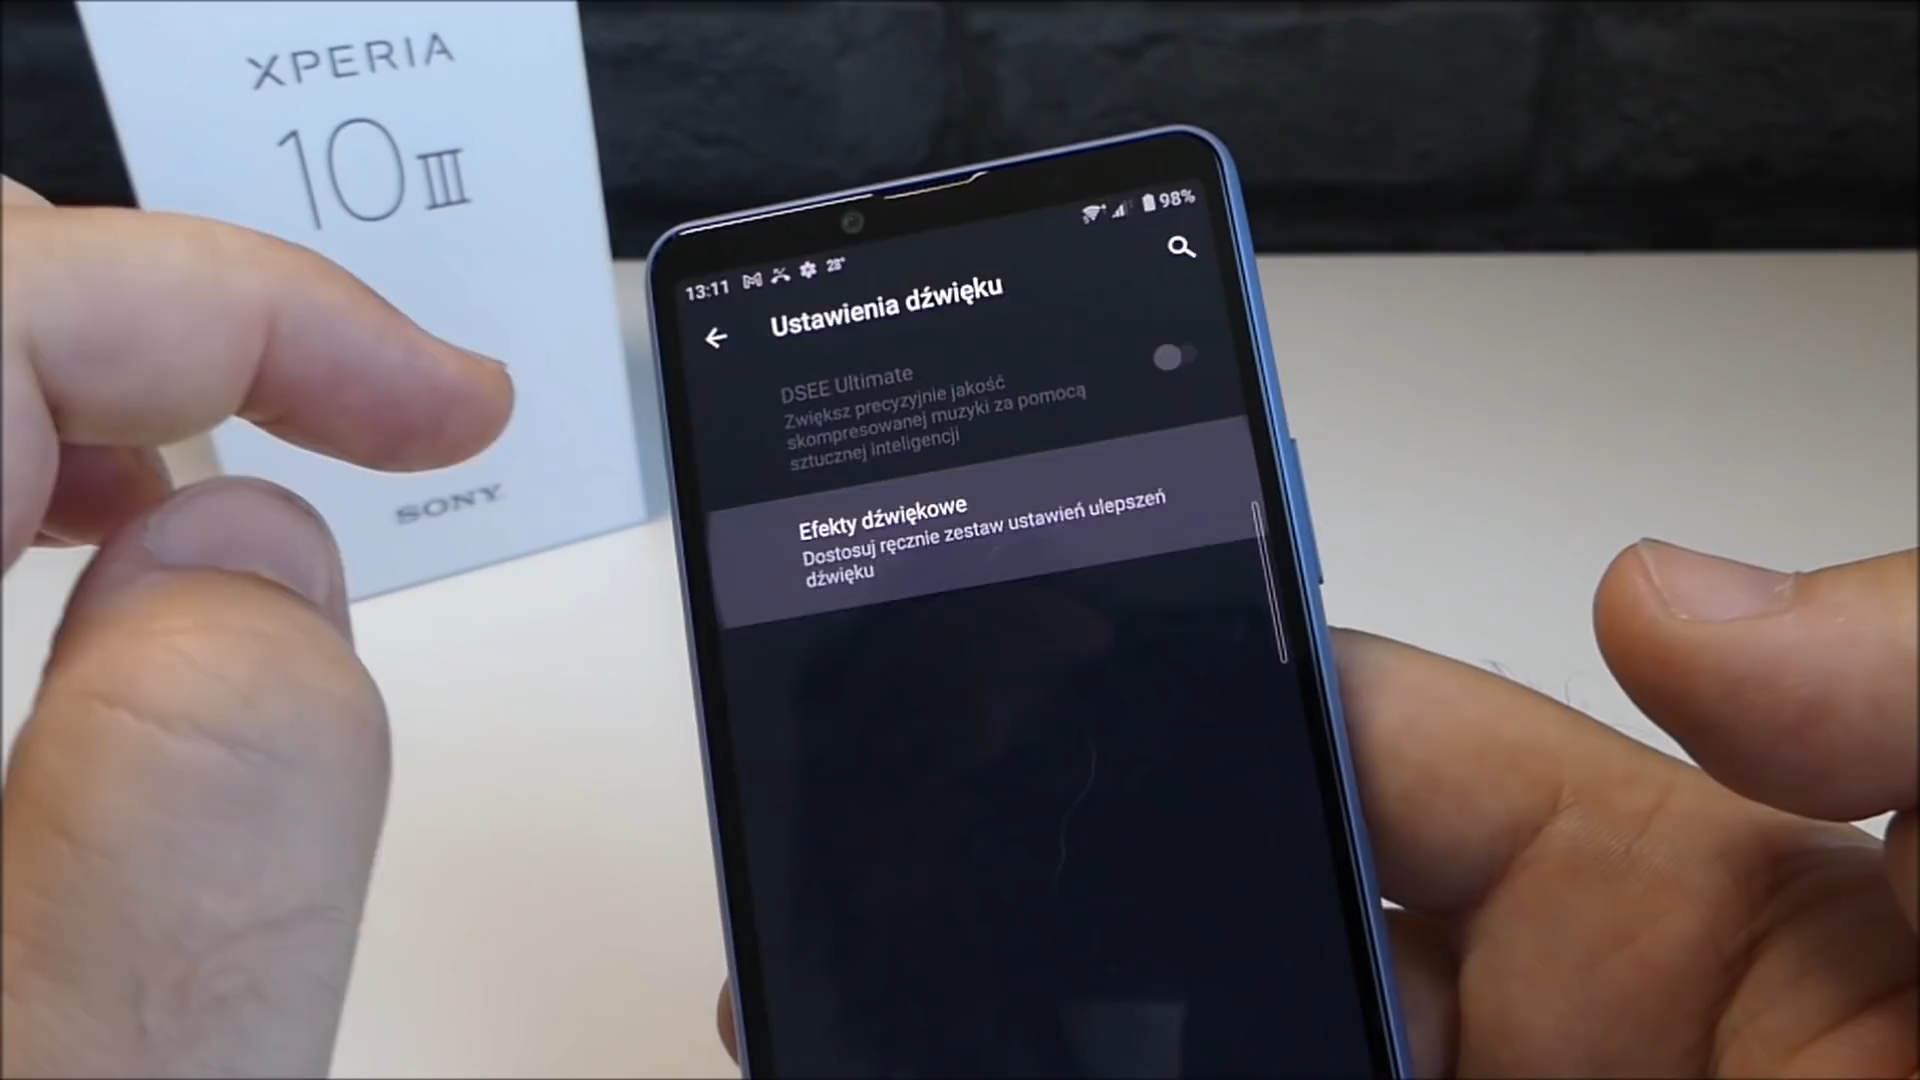 XPERIA
10 III
SONY
13:11
28°
98%
Ustawienia dźwięku
DSEE Ultimate
Zwiększ precyzyjnie jakość
skompresowanej muzyki za pomocą
sztucznej inteligencji
Efekty dźwiękowe
Dostosuj ręcznie zestaw ustawień ulepszeń
dźwięku